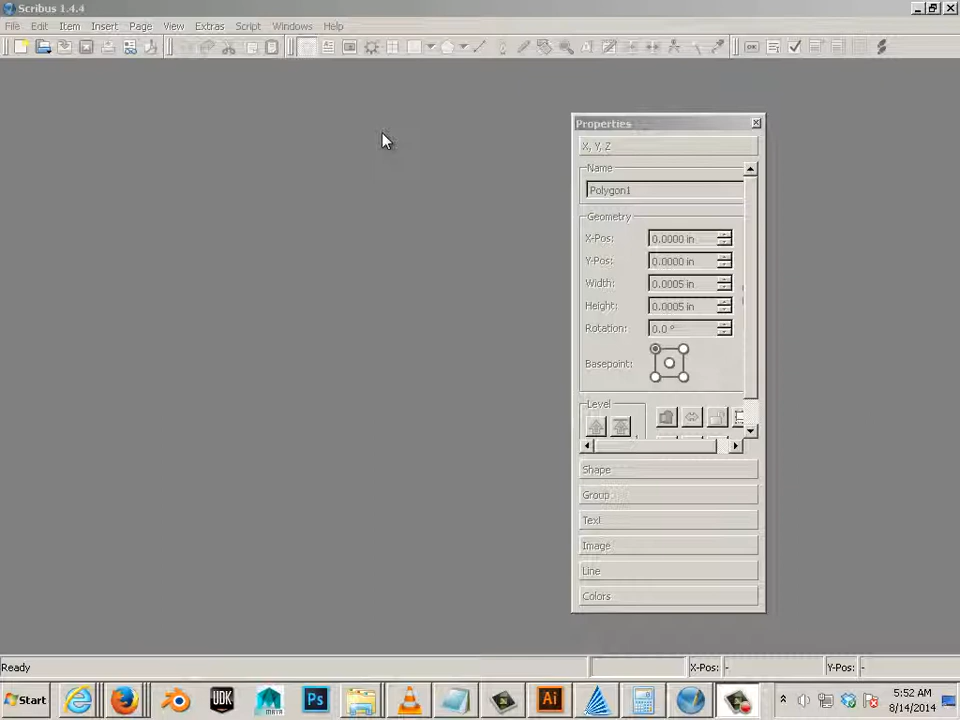 Scribus 1.4.4
File Edit Item Insert Page View Extras Script Windows Help
Properties
X, Y, Z
Name
Polygon1
Geometry
X-Pos: 0.0000 in
Y-Pos: 0.0000 in
Width: 0.0005 in
Height: 0.0005 in
Rotation: 0.0 °
Basepoint:
Level
Shape
Group
Text
Image
Line
Colors
Ready X-Pos: - Y-Pos: -
Start UDK MAYA Ps Ai 5:52 AM
8/14/2014